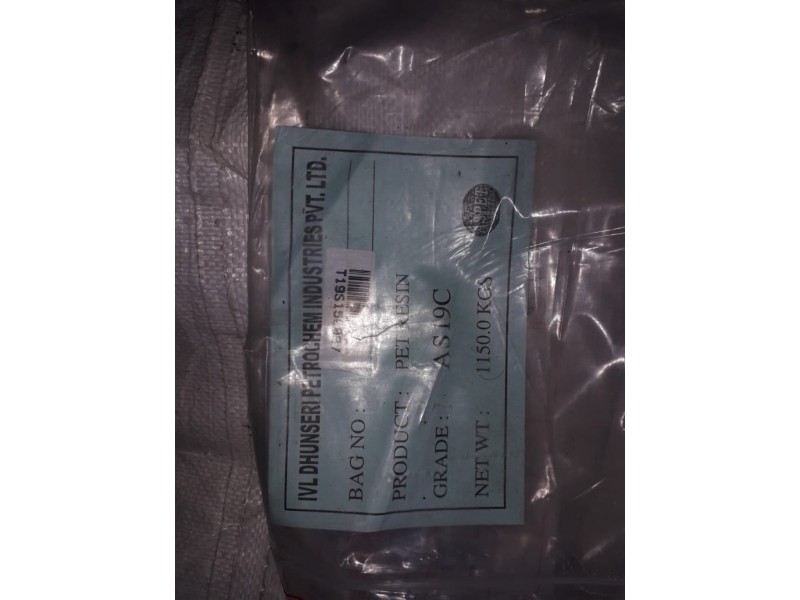 IVL DHUNSERI PETROCHEM INDUSTRIES PVT. LTD.
BAG NO :
PRODUCT : PET RESIN
GRADE : AS 19C
NET WT : 1150.0 KGS